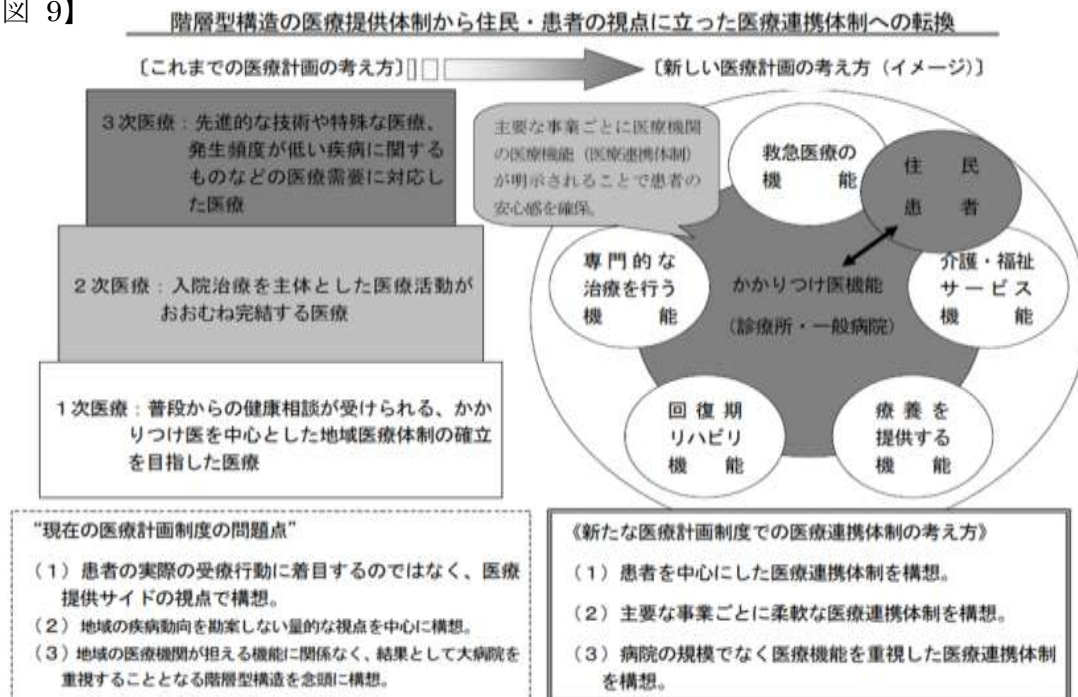 図 9】
階層型構造の医療提供体制から住民・患者の視点に立った医療連携体制への転換
〔これまでの医療計画の考え方〕
〔新しい医療計画の考え方（イメージ）〕
3次医療：先進的な技術や特殊な医療、
発生頻度が低い疾病に関する
ものなどの医療需要に対応し
た医療
2次医療：入院治療を主体とした医療活動が
おおむね完結する医療
1次医療：普段からの健康相談が受けられる、かか
りつけ医を中心とした地域医療体制の確立
を目指した医療
主要な事業ごとに医療機関
の医療機能（医療連携体制）
が明示されることで患者の
安心感を確保。
救急医療の
機　　能
住　民
患　者
専門的な
治療を行う
機　　能
かかりつけ医機能
（診療所・一般病院）
介護・福祉
サービス
機　　能
回復期
リハビリ
機　　能
療養を
提供する
機　　能
“現在の医療計画制度の問題点”
（1）患者の実際の受療行動に着目するのではなく、医療
提供サイドの視点で構想。
（2）地域の疾病動向を勘案しない量的な視点を中心に構想。
（3）地域の医療機関が担える機能に関係なく、結果として大病院を
重視することとなる階層型構造を念頭に構想。
《新たな医療計画制度での医療連携体制の考え方》
（1）患者を中心にした医療連携体制を構想。
（2）主要な事業ごとに柔軟な医療連携体制を構想。
（3）病院の規模でなく医療機能を重視した医療連携体制
を構想。